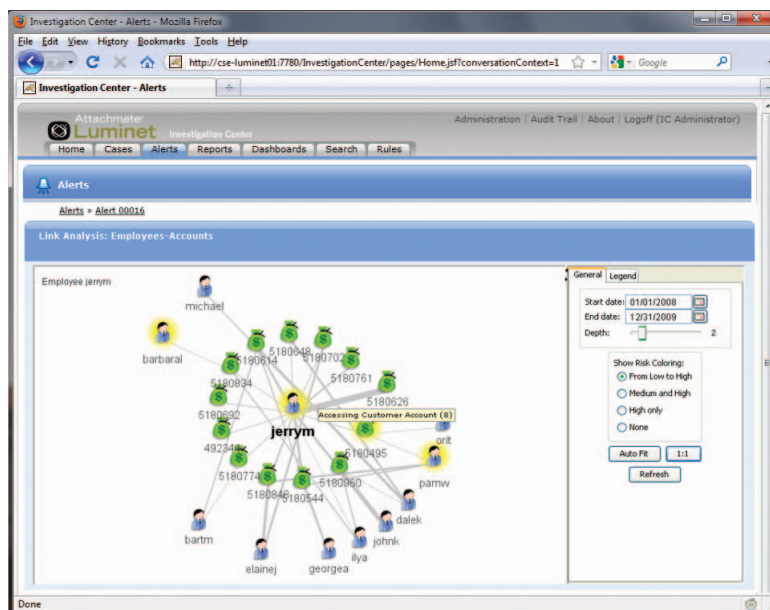 Investigation Center - Alerts - Mozilla Firefox
File Edit View History Bookmarks Tools Help
http://cse-luminet01:7780/InvestigationCenter/pages/Home.jsf?conversationContext=1
Google
Investigation Center - Alerts
Attachmate
Luminet Investigation Center
Administration | Audit Trail | About | Logoff (IC Administrator)
Home Cases Alerts Reports Dashboards Search Rules
Alerts
Alerts » Alert 00016
Link Analysis: Employees-Accounts
Employee jerrym
michael
barbaral
5180614
5180648
5180702
5180761
5180834
5180626
5180692
Accessing Customer Account (8)
jerrym
orit
5180495
5180774
5180960
pamw
5180848
5180544
dalek
bartm
johnk
ilya
elainej
georgea
General Legend
Start date: 01/01/2008
End date: 12/31/2009
Depth: 2
Show Risk Coloring:
From Low to High
Medium and High
High only
None
Auto Fit 1:1
Refresh
Done